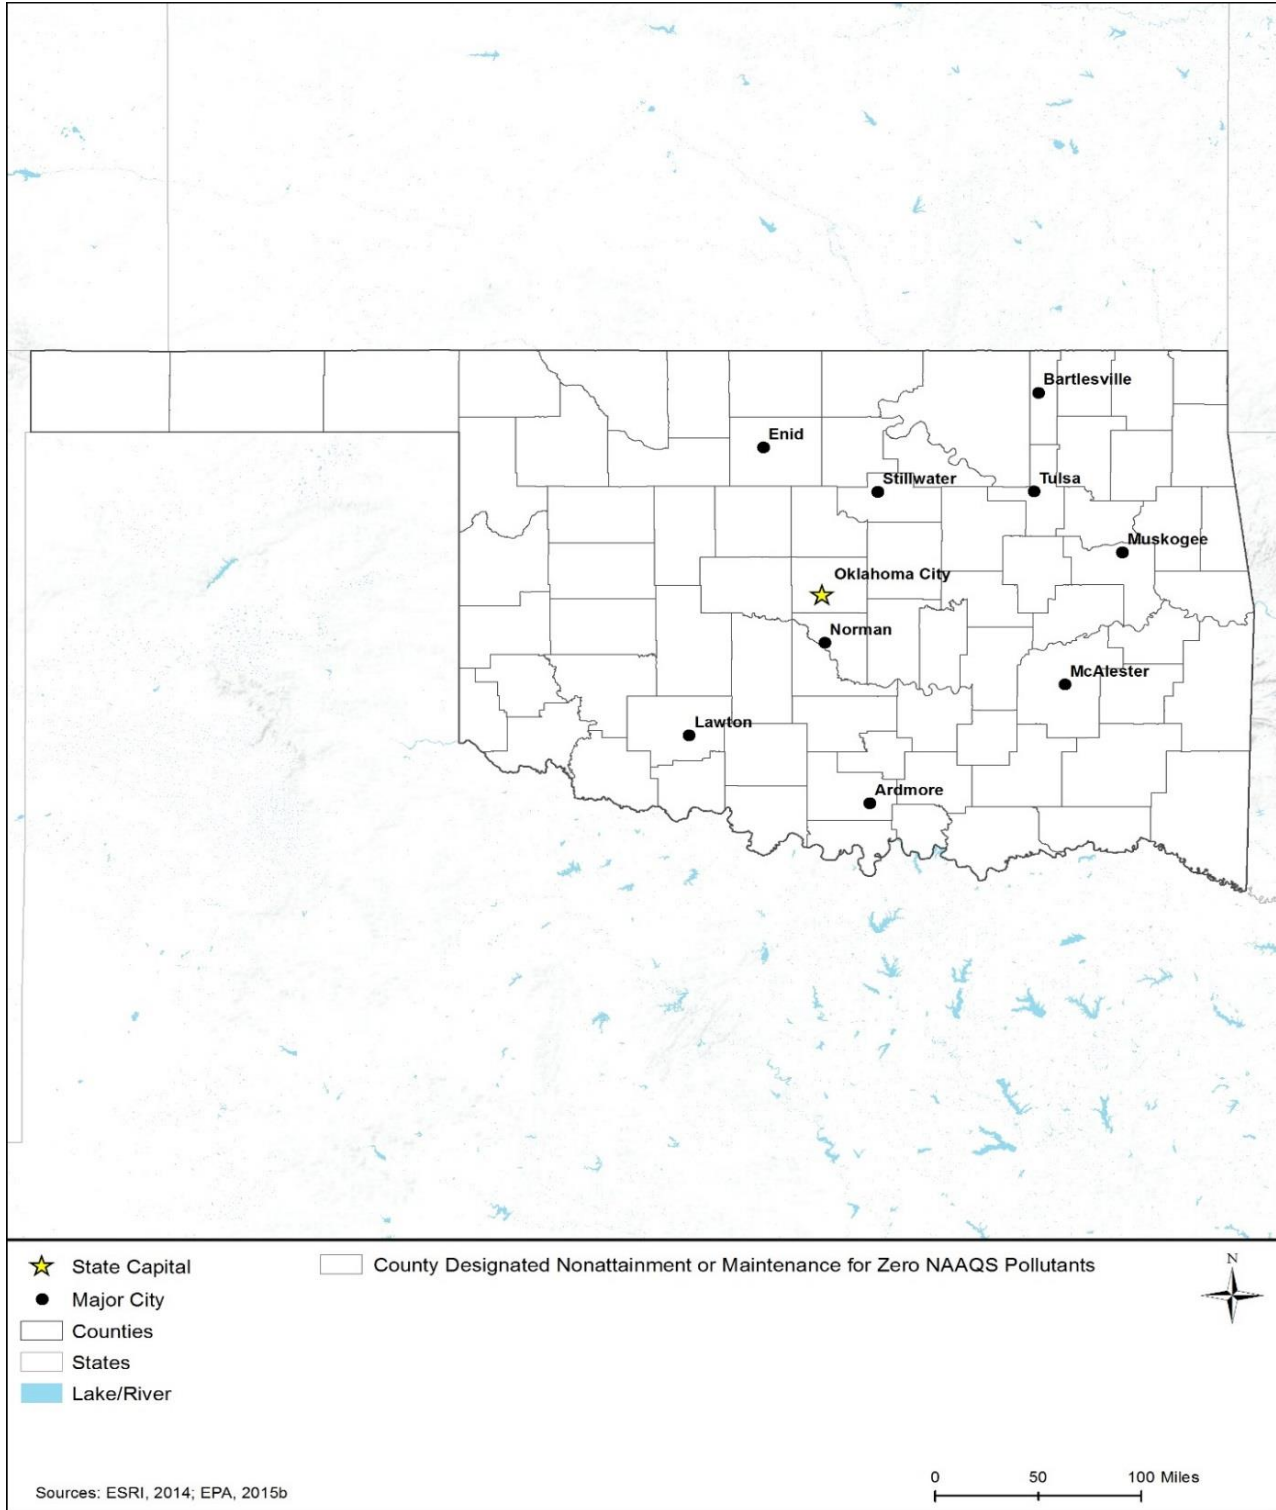 Bartlesville
Enid
Stillwater
Tulsa
Muskogee
Oklahoma City
Norman
McAlester
Lawton
Ardmore
State Capital
County Designated Nonattainment or Maintenance for Zero NAAQS Pollutants
N
Major City
Counties
States
Lake/River
0 50 100 Miles
Sources: ESRI, 2014; EPA, 2015b